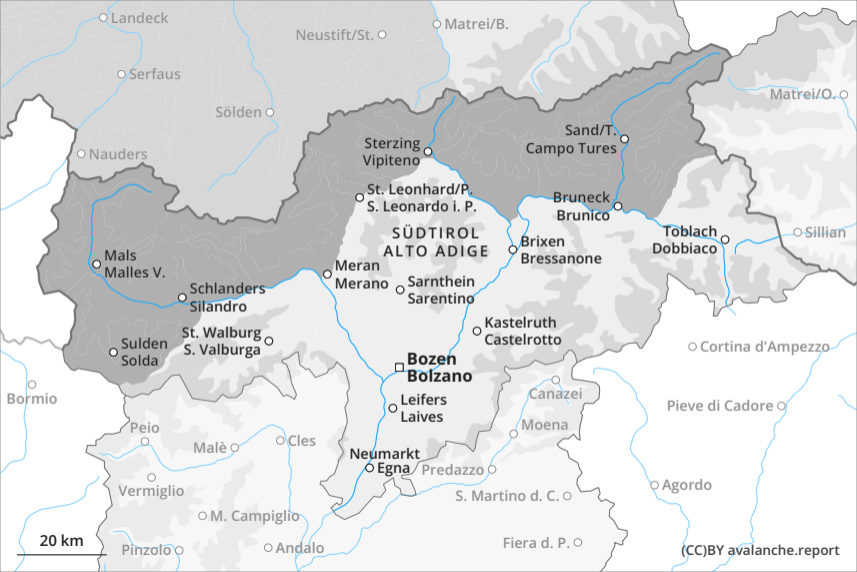 Landeck
Matrei/B.
Neustift/St.
Serfaus
Matrei/O.
Sölden
Sand/T.
Campo Tures
Sterzing
Vipiteno
Nauders
St. Leonhard/P.
S. Leonardo i. P.
Bruneck
Brunico
SÜDTIROL
ALTO ADIGE
Toblach
Dobbiaco
Sillian
Brixen
Bressanone
Mals
Malles V.
Meran
Merano
Sarnthein
Sarentino
Schlanders
Silandro
St. Walburg
S. Valburga
Kastelruth
Castelrotto
Sulden
Solda
Cortina d'Ampezzo
Bozen
Bolzano
Bormio
Canazei
Leifers
Laives
Pieve di Cadore
Peio
Moena
Malè
Cles
Neumarkt
Egna
Predazzo
Vermiglio
Agordo
S. Martino d. C.
M. Campiglio
20 km
Pinzolo
Andalo
Fiera d. P.
(CC)BY avalanche.report